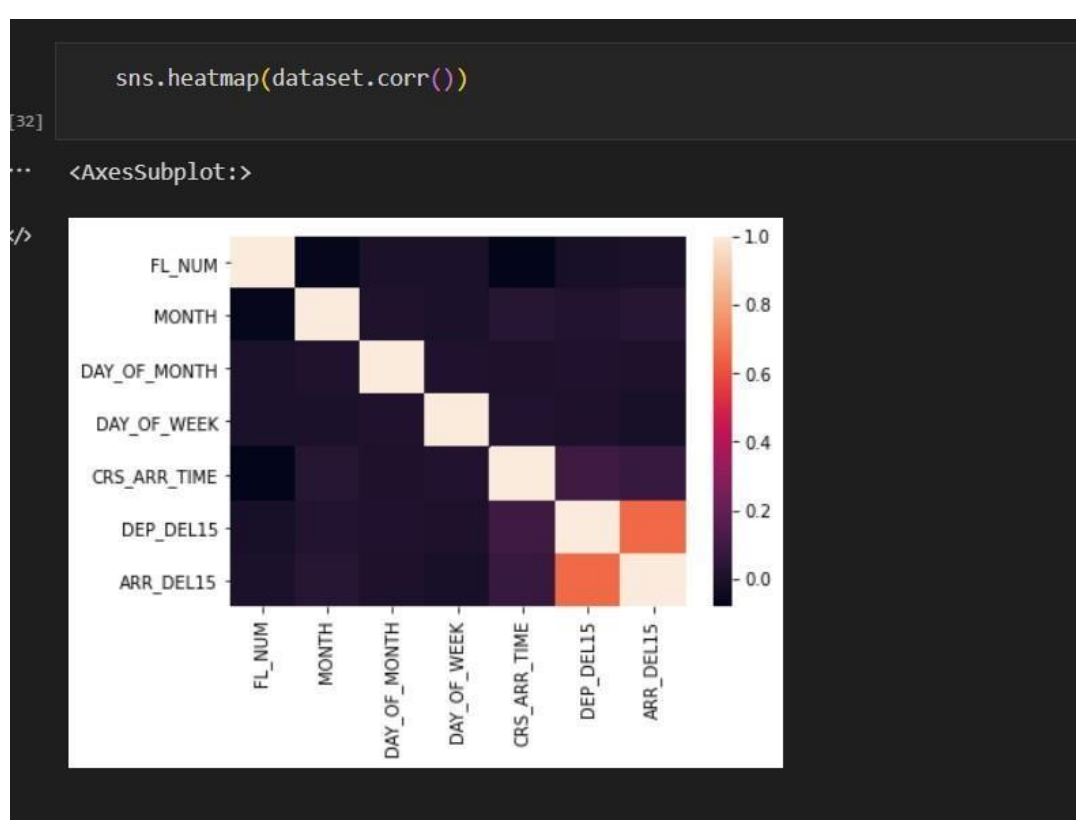 sns.heatmap(dataset.corr())
[32]
...
<AxesSubplot:>
</>
FL_NUM
MONTH
DAY_OF_MONTH
DAY_OF_WEEK
CRS_ARR_TIME
DEP_DEL15
ARR_DEL15
1.0
0.8
0.6
0.4
0.2
0.0
FL_NUM
MONTH
DAY_OF_MONTH
DAY_OF_WEEK
CRS_ARR_TIME
DEP_DEL15
ARR_DEL15